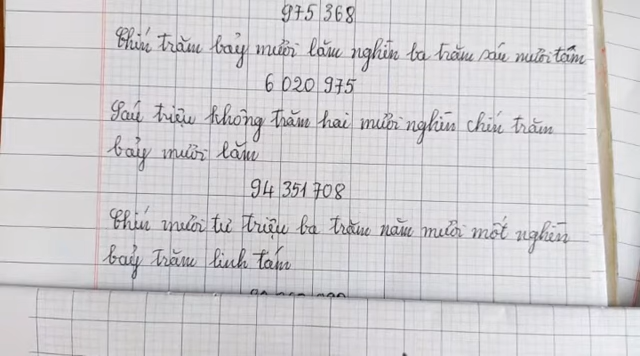 975 368
Chín trăm bảy mươi lăm nghìn ba trăm sáu mươi tám
6 020 975
Sáu triệu không trăm hai mươi nghìn chín trăm
bảy mươi lăm
94 351 708
Chín mươi tư triệu ba trăm năm mươi mốt nghìn
bảy trăm linh tám